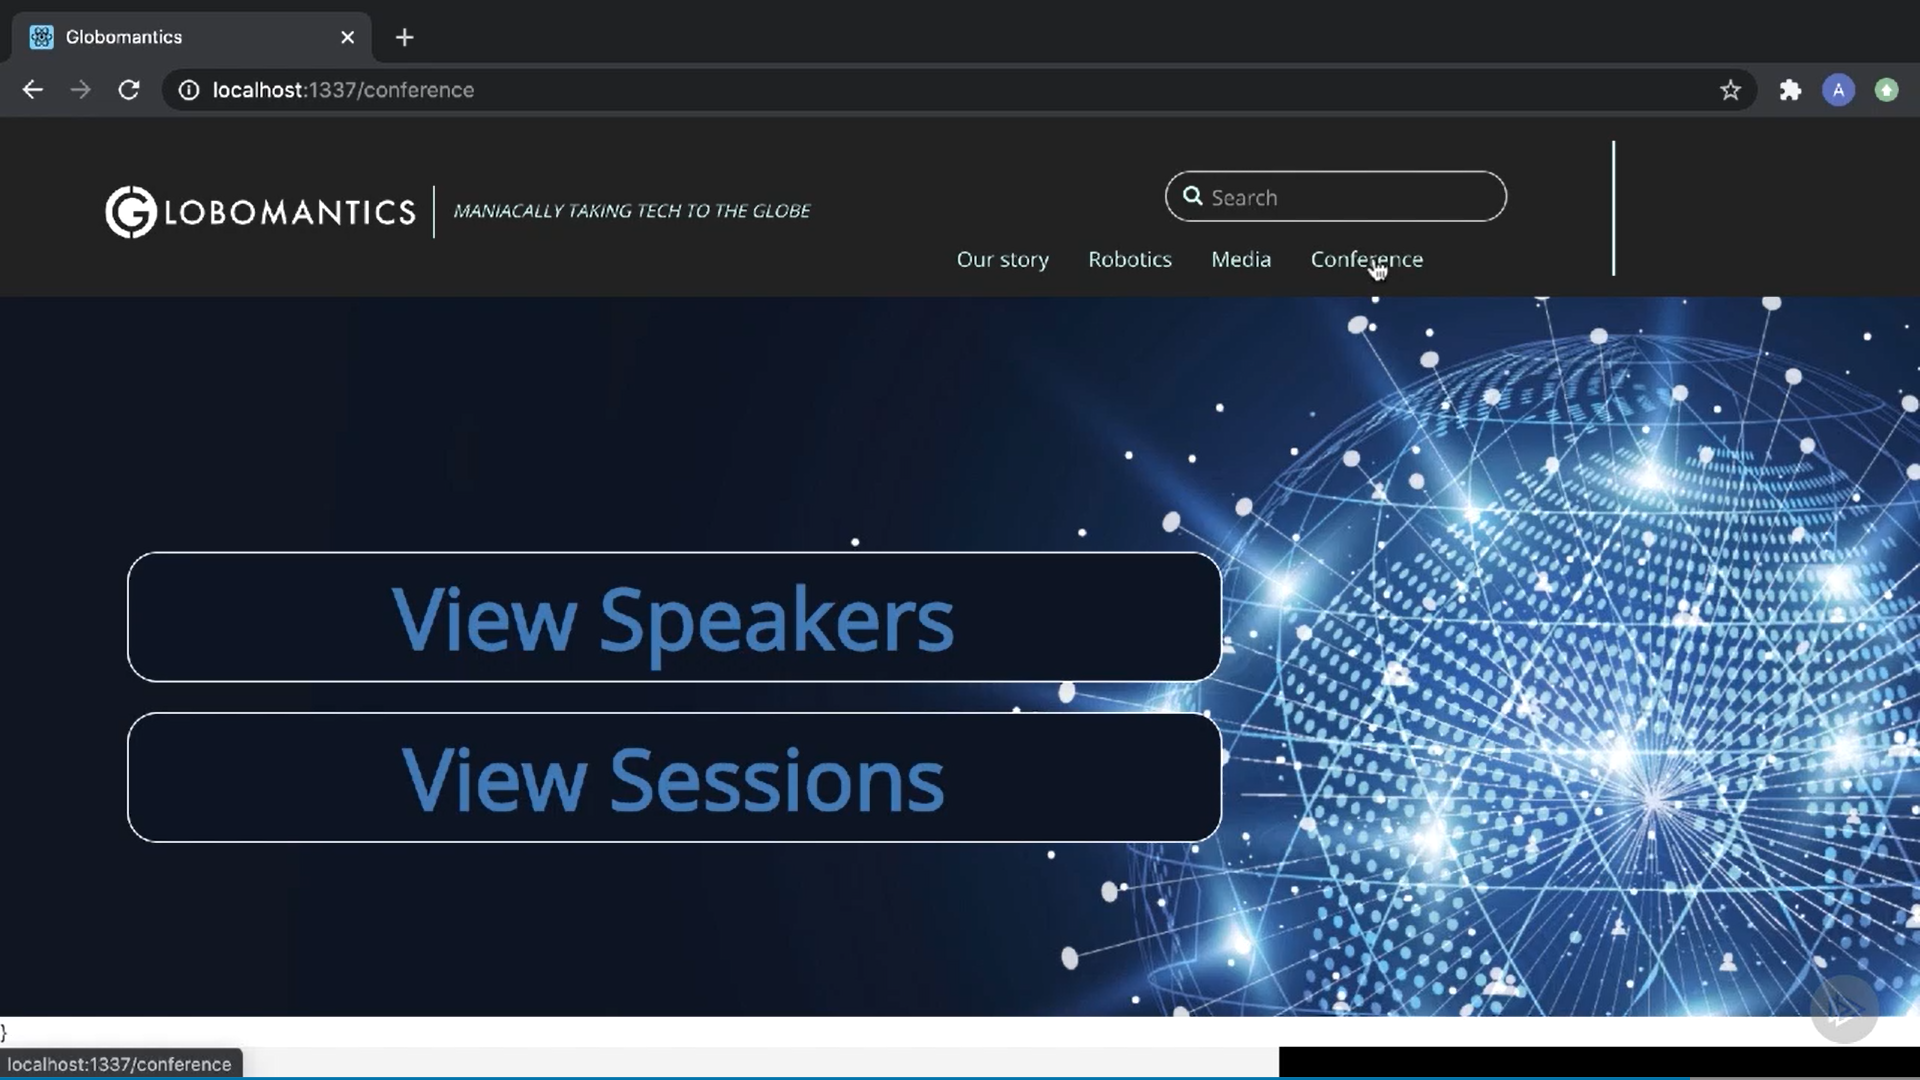 Globomantics
localhost:1337/conference
A
GLOBOMANTICS
MANIACALLY TAKING TECH TO THE GLOBE
Search
Our story Robotics Media Conference
View Speakers
View Sessions
}
localhost:1337/conference